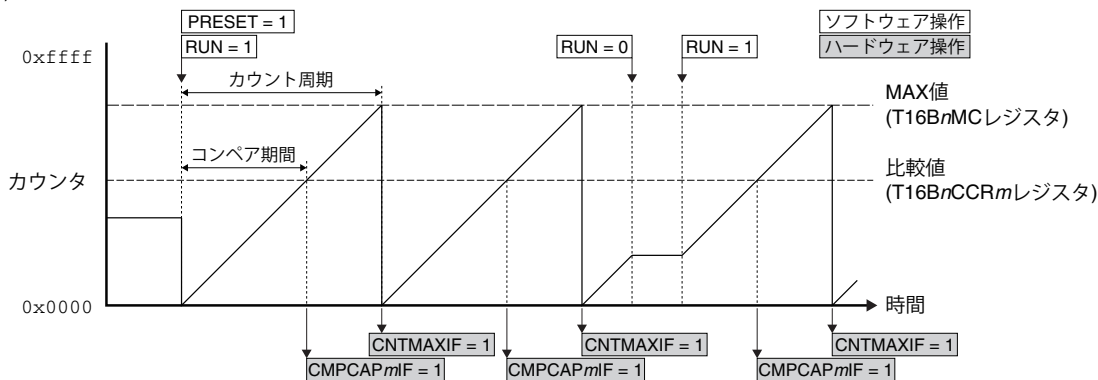 PRESET = 1
RUN = 1
RUN = 0
RUN = 1
ソフトウェア操作
ハードウェア操作
0xffff
カウント周期
MAX値
(T16BnMCレジスタ)
コンペア期間
比較値
(T16BnCCRmレジスタ)
カウンタ
0x0000
時間
CNTMAXIF = 1
CNTMAXIF = 1
CNTMAXIF = 1
CMPCAPmIF = 1
CMPCAPmIF = 1
CMPCAPmIF = 1